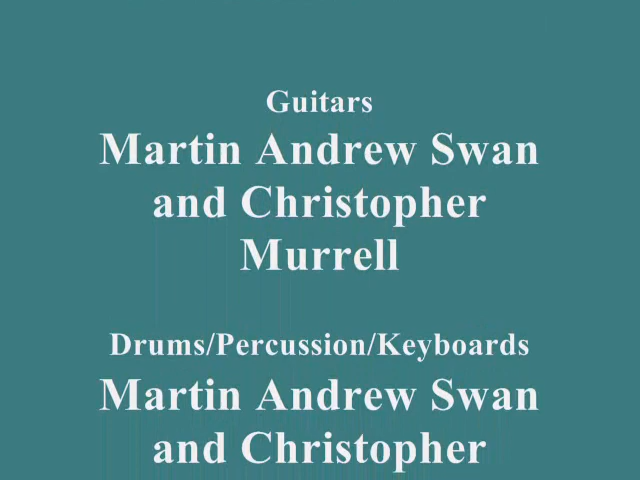 Guitars
Martin Andrew Swan
and Christopher
Murrell
Drums/Percussion/Keyboards
Martin Andrew Swan
and Christopher